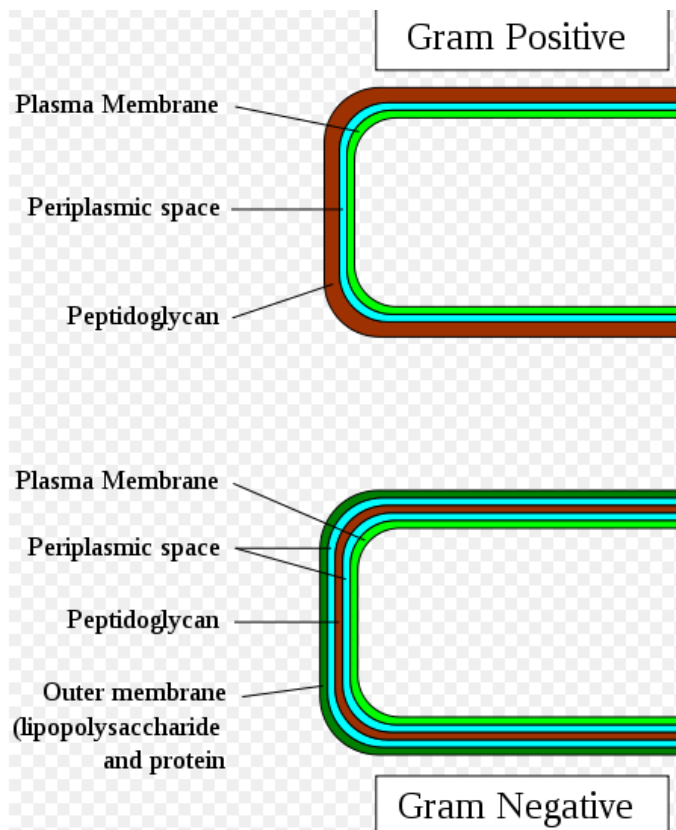 Gram Positive
Plasma Membrane
Periplasmic space
Peptidoglycan
Plasma Membrane
Periplasmic space
Peptidoglycan
Outer membrane
(lipopolysaccharide
and protein
Gram Negative